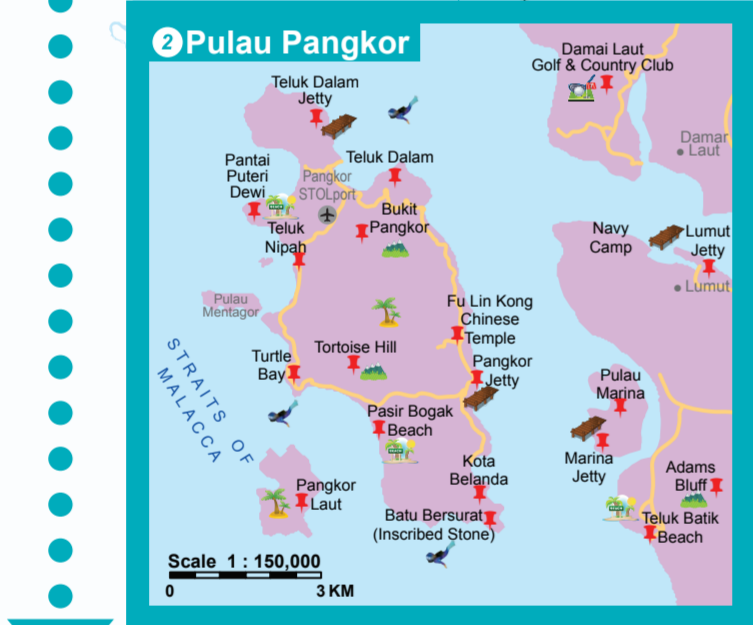 2 Pulau Pangkor
Damai Laut
Golf & Country Club
Teluk Dalam
Jetty
Damar
Laut
Pantai
Puteri
Dewi
Pangkor
STOLport
Teluk Dalam
Teluk
Nipah
Bukit
Pangkor
Navy
Camp
Lumut
Jetty
Lumut
Pulau
Mentagor
Fu Lin Kong
Chinese
Temple
Turtle
Bay
Tortoise Hill
Pangkor
Jetty
STRAITS OF
MALACCA
Pulau
Marina
Pasir Bogak
Beach
Marina
Jetty
Kota
Belanda
Adams
Bluff
Pangkor
Laut
Batu Bersurat
(Inscribed Stone)
Teluk Batik
Beach
Scale 1 : 150,000
0 3 KM